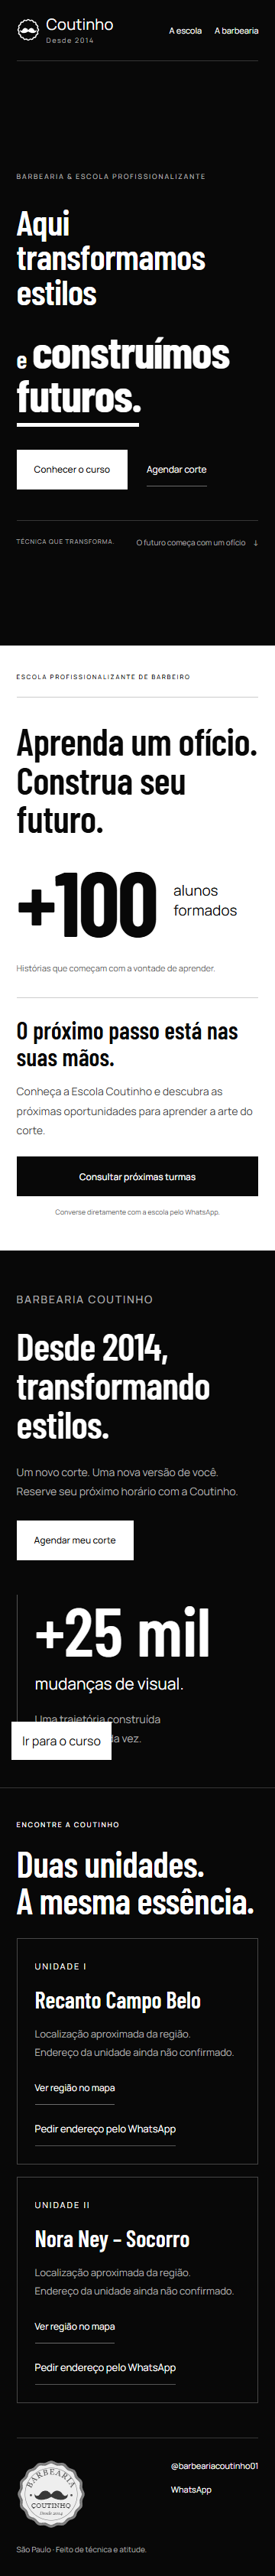 Coutinho
Desde 2014
A escola
A barbearia
BARBEARIA & ESCOLA PROFISSIONALIZANTE
Aqui
transformamos
estilos
e construímos
futuros.
Conhecer o curso
Agendar corte
TÉCNICA QUE TRANSFORMA.
O futuro começa com um ofício ↓
ESCOLA PROFISSIONALIZANTE DE BARBEIRO
Aprenda um ofício.
Construa seu
futuro.
+100
alunos
formados
Histórias que começam com a vontade de aprender.
O próximo passo está nas
suas mãos.
Conheça a Escola Coutinho e descubra as
próximas oportunidades para aprender a arte do
corte.
Consultar próximas turmas
Converse diretamente com a escola pelo WhatsApp.
BARBEARIA COUTINHO
Desde 2014,
transformando
estilos.
Um novo corte. Uma nova versão de você.
Reserve seu próximo horário com a Coutinho.
Agendar meu corte
+25 mil
mudanças de visual.
Uma trajetória construída
da vez.
Ir para o curso
ENCONTRE A COUTINHO
Duas unidades.
A mesma essência.
UNIDADE I
Recanto Campo Belo
Localização aproximada da região.
Endereço da unidade ainda não confirmado.
Ver região no mapa
Pedir endereço pelo WhatsApp
UNIDADE II
Nora Ney – Socorro
Localização aproximada da região.
Endereço da unidade ainda não confirmado.
Ver região no mapa
Pedir endereço pelo WhatsApp
BARBEARIA
COUTINHO
Desde 2014
@barbeariacoutinho01
WhatsApp
São Paulo · Feito de técnica e atitude.